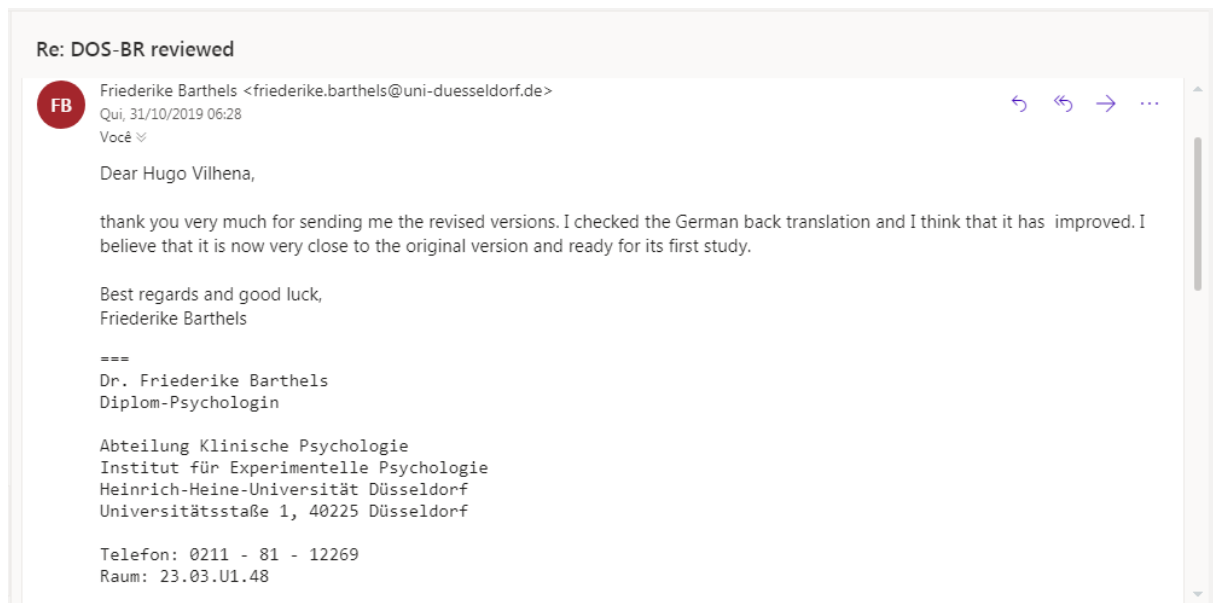 Re: DOS-BR reviewed
FB
Friederike Barthels <friederike.barthels@uni-duesseldorf.de>
Qui, 31/10/2019 06:28
Você
Dear Hugo Vilhena,
thank you very much for sending me the revised versions. I checked the German back translation and I think that it has  improved. I
believe that it is now very close to the original version and ready for its first study.
Best regards and good luck,
Friederike Barthels
===
Dr. Friederike Barthels
Diplom-Psychologin
Abteilung Klinische Psychologie
Institut für Experimentelle Psychologie
Heinrich-Heine-Universität Düsseldorf
Universitätsstaße 1, 40225 Düsseldorf
Telefon: 0211 - 81 - 12269
Raum: 23.03.U1.48